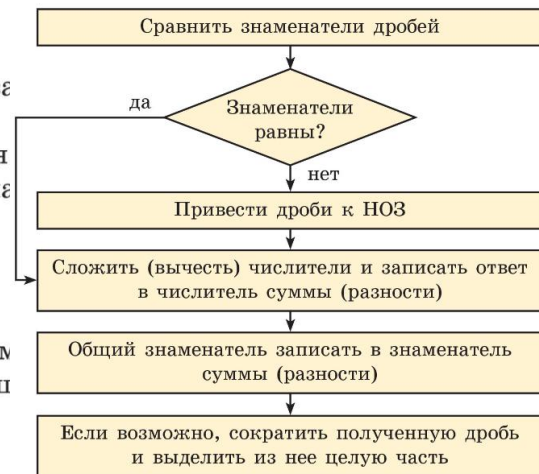 Сравнить знаменатели дробей
да
Знаменатели
равны?
нет
Привести дроби к НОЗ
Сложить (вычесть) числители и записать ответ
в числитель суммы (разности)
Общий знаменатель записать в знаменатель
суммы (разности)
Если возможно, сократить полученную дробь
и выделить из нее целую часть